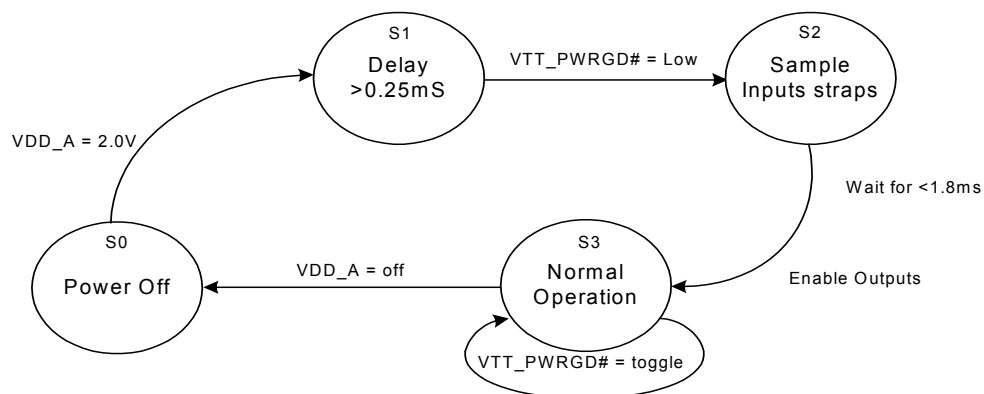 S1
Delay
>0.25mS
VTT_PWRGD# = Low
S2
Sample
Inputs straps
VDD_A = 2.0V
Wait for <1.8ms
S0
Power Off
VDD_A = off
S3
Normal
Operation
Enable Outputs
VTT_PWRGD# = toggle